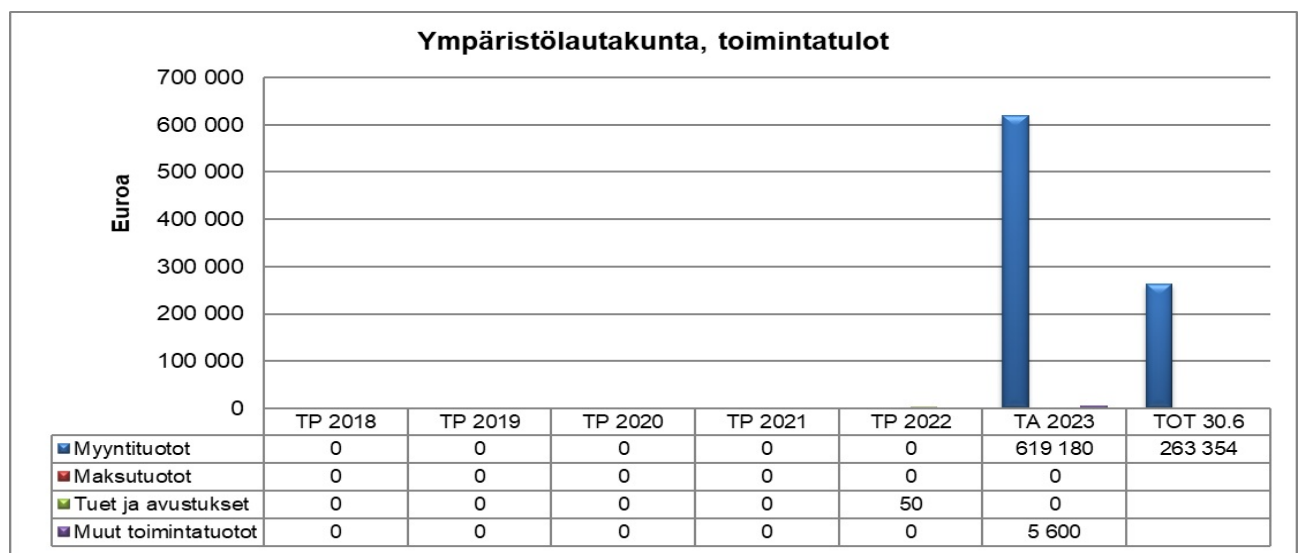 Ympäristölautakunta, toimintatulot
Euroa
700 000
600 000
500 000
400 000
300 000
200 000
100 000
0
TP 2018 TP 2019 TP 2020 TP 2021 TP 2022 TA 2023 TOT 30.6
Myyntituotot 0 0 0 0 0 619 180 263 354
Maksutuotot 0 0 0 0 0 0
Tuet ja avustukset 0 0 0 0 50 0
Muut toimintatuotot 0 0 0 0 0 5 600